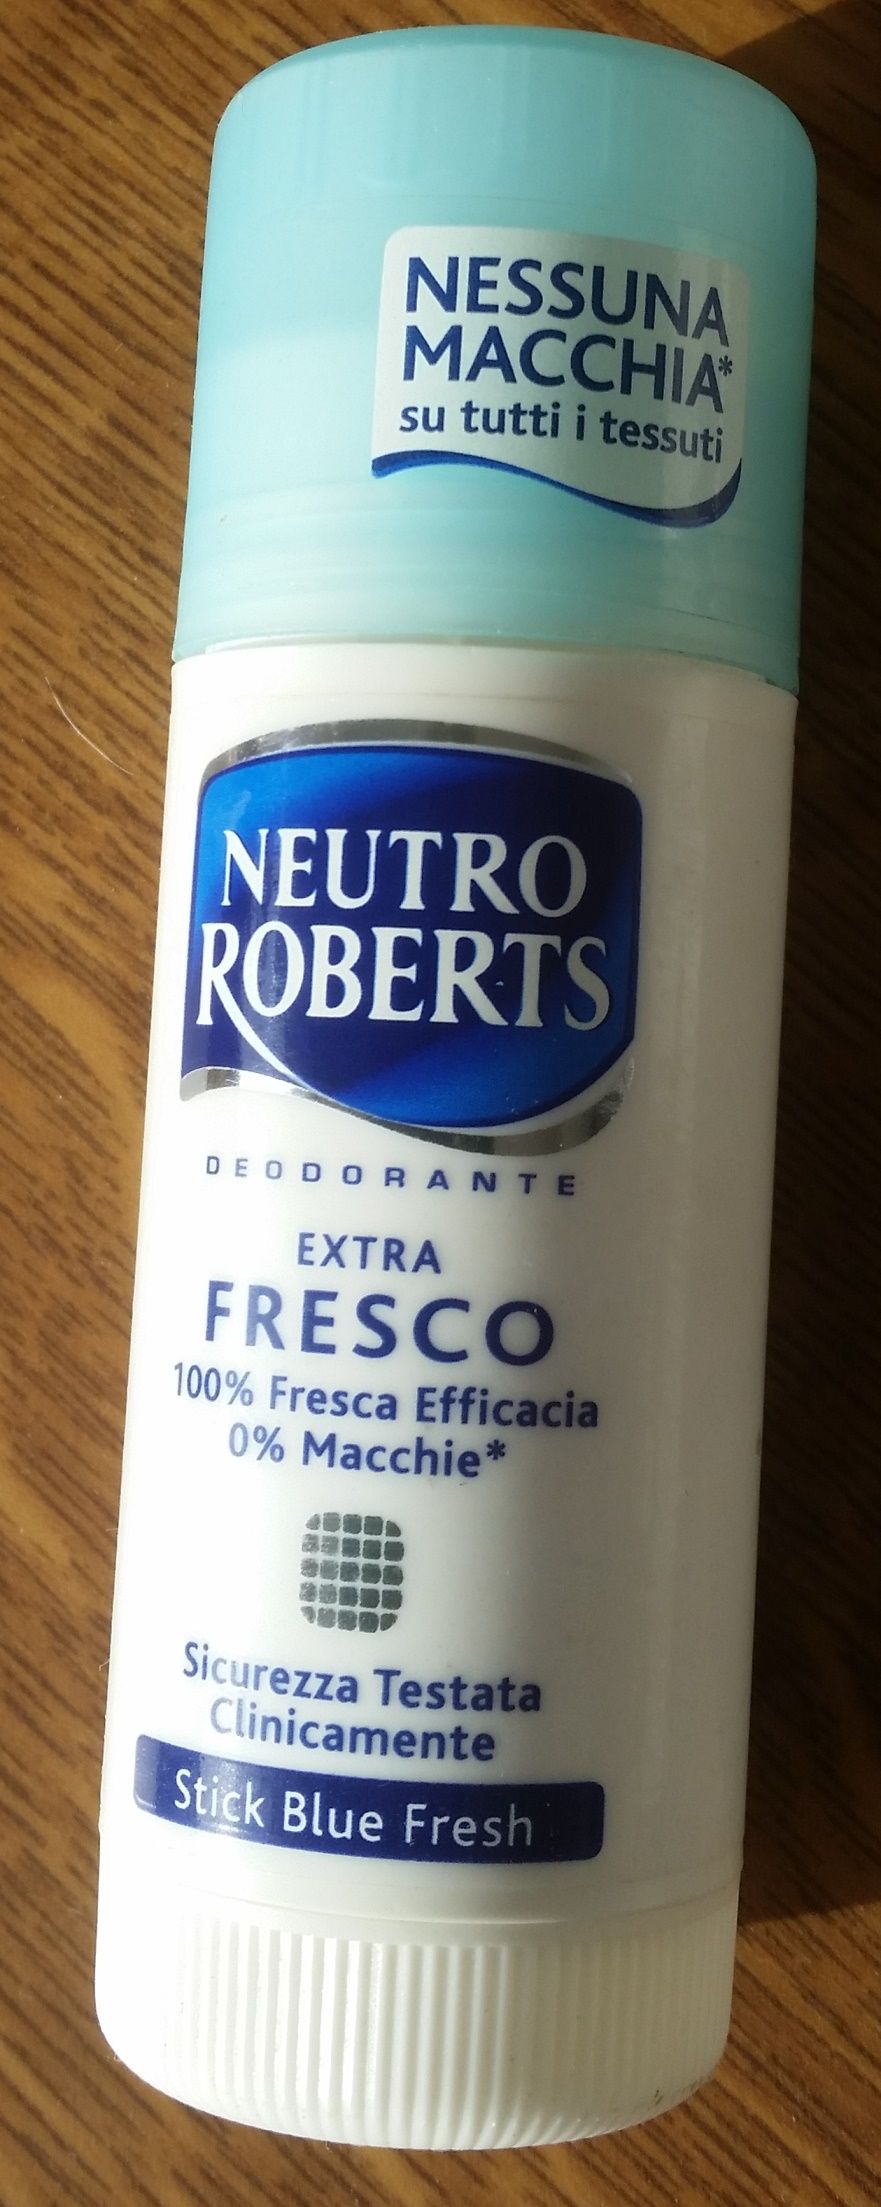 NESSUNA
MACCHIA*
su tutti i tessuti
NEUTRO
ROBERTS
DEODORANTE
EXTRA
FRESCO
100% Fresca Efficacia
0% Macchie*
Sicurezza Testata
Clinicamente
Stick Blue Fresh